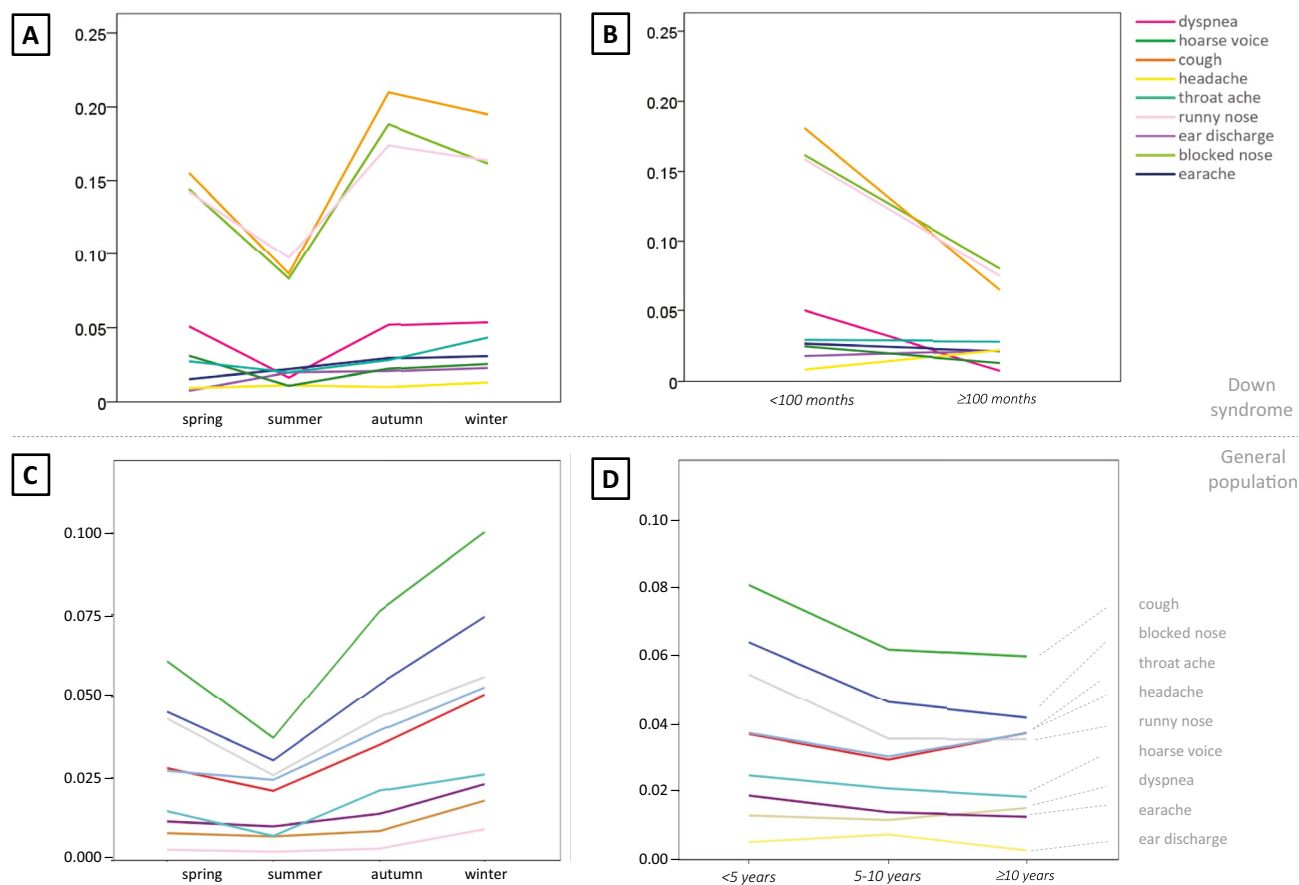 A
0.25
0.20
0.15
0.10
0.05
0
spring summer autumn winter
B
0.25
0.20
0.15
0.10
0.05
0
<100 months ≥100 months
dyspnea
hoarse voice
cough
headache
throat ache
runny nose
ear discharge
blocked nose
earache
Down
syndrome
General
population
C
0.100
0.075
0.050
0.025
0.000
spring summer autumn winter
D
0.10
0.08
0.06
0.04
0.02
0.00
<5 years 5-10 years ≥10 years
cough
blocked nose
throat ache
headache
runny nose
hoarse voice
dyspnea
earache
ear discharge